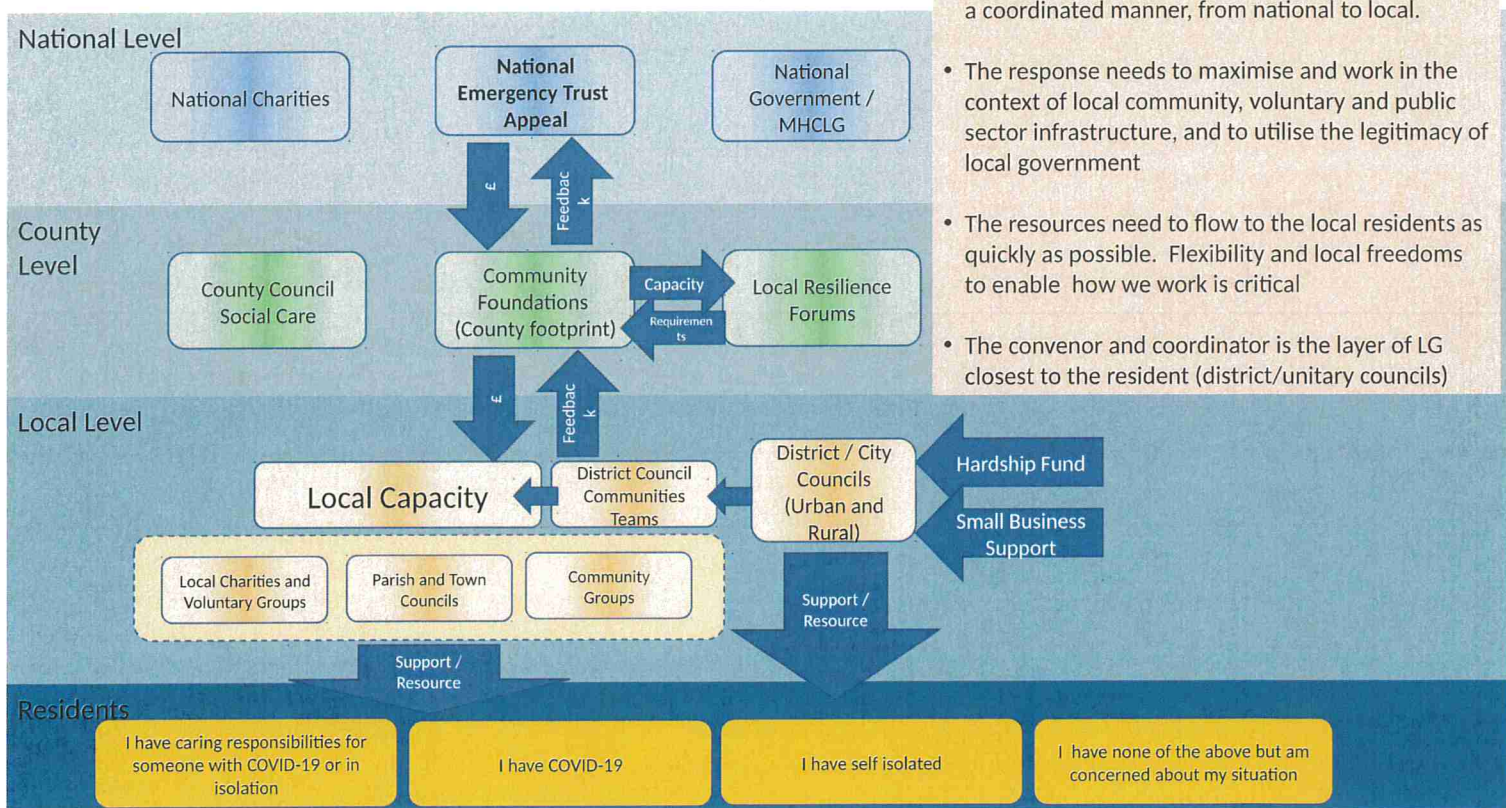 National Level
National Charities
National
Emergency Trust
Appeal
National
Government /
MHCLG
£
Feedbac
k
County
Level
County Council
Social Care
Community
Foundations
(County footprint)
Capacity
Requiremen
ts
Local Resilience
Forums
£
Feedbac
k
Local Level
Local Capacity
District Council
Communities
Teams
District / City
Councils
(Urban and
Rural)
Hardship Fund
Small Business
Support
Local Charities and
Voluntary Groups
Parish and Town
Councils
Community
Groups
Support /
Resource
Support /
Resource
Residents
I have caring responsibilities for
someone with COVID-19 or in
isolation
I have COVID-19
I have self isolated
I have none of the above but am
concerned about my situation
a coordinated manner, from national to local.
• The response needs to maximise and work in the
context of local community, voluntary and public
sector infrastructure, and to utilise the legitimacy of
local government
• The resources need to flow to the local residents as
quickly as possible. Flexibility and local freedoms
to enable how we work is critical
• The convenor and coordinator is the layer of LG
closest to the resident (district/unitary councils)